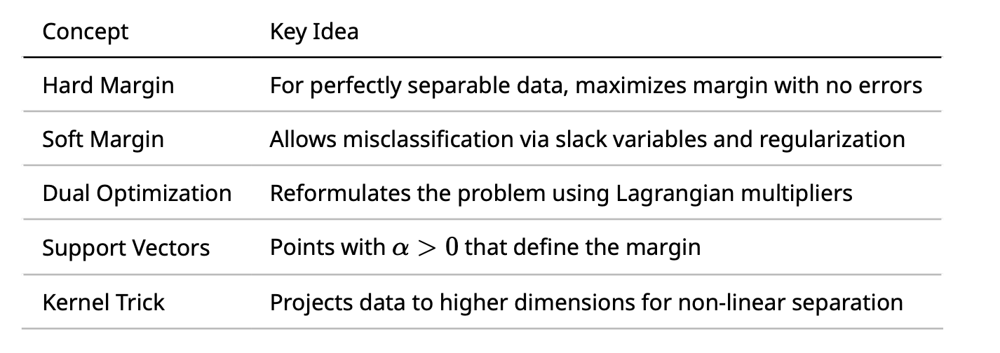 Concept Key Idea
Hard Margin For perfectly separable data, maximizes margin with no errors
Soft Margin Allows misclassification via slack variables and regularization
Dual Optimization Reformulates the problem using Lagrangian multipliers
Support Vectors Points with α > 0 that define the margin
Kernel Trick Projects data to higher dimensions for non-linear separation